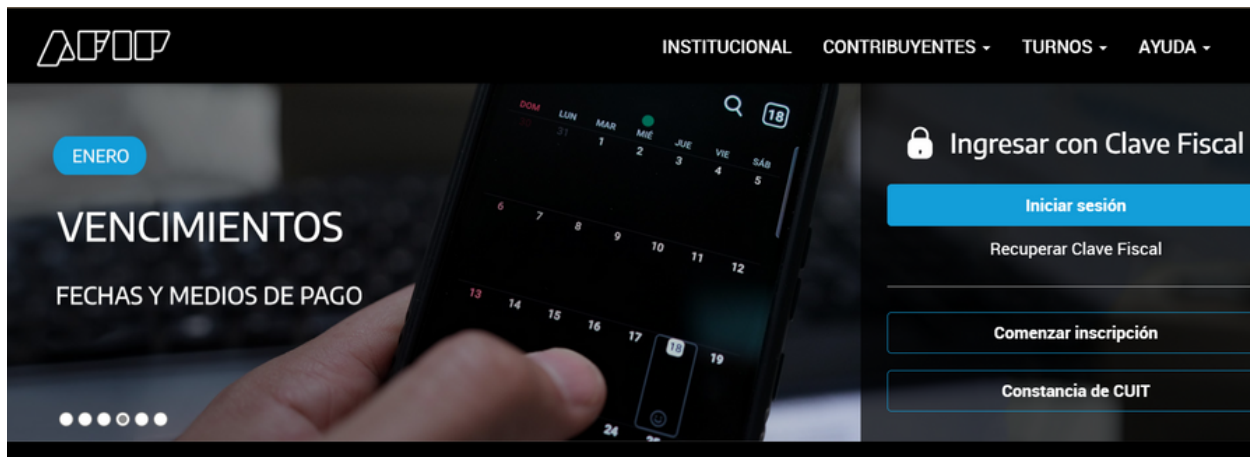 AFIP
INSTITUCIONAL CONTRIBUYENTES TURNOS AYUDA
ENERO
VENCIMIENTOS
FECHAS Y MEDIOS DE PAGO
18
DOM LUN MAR MIÉ JUE VIE SÁB
31 1 2 3 4 5
6 7 8 9 10 11 12
13 14 15 16 17 18 19
24
Ingresar con Clave Fiscal
Iniciar sesión
Recuperar Clave Fiscal
Comenzar inscripción
Constancia de CUIT